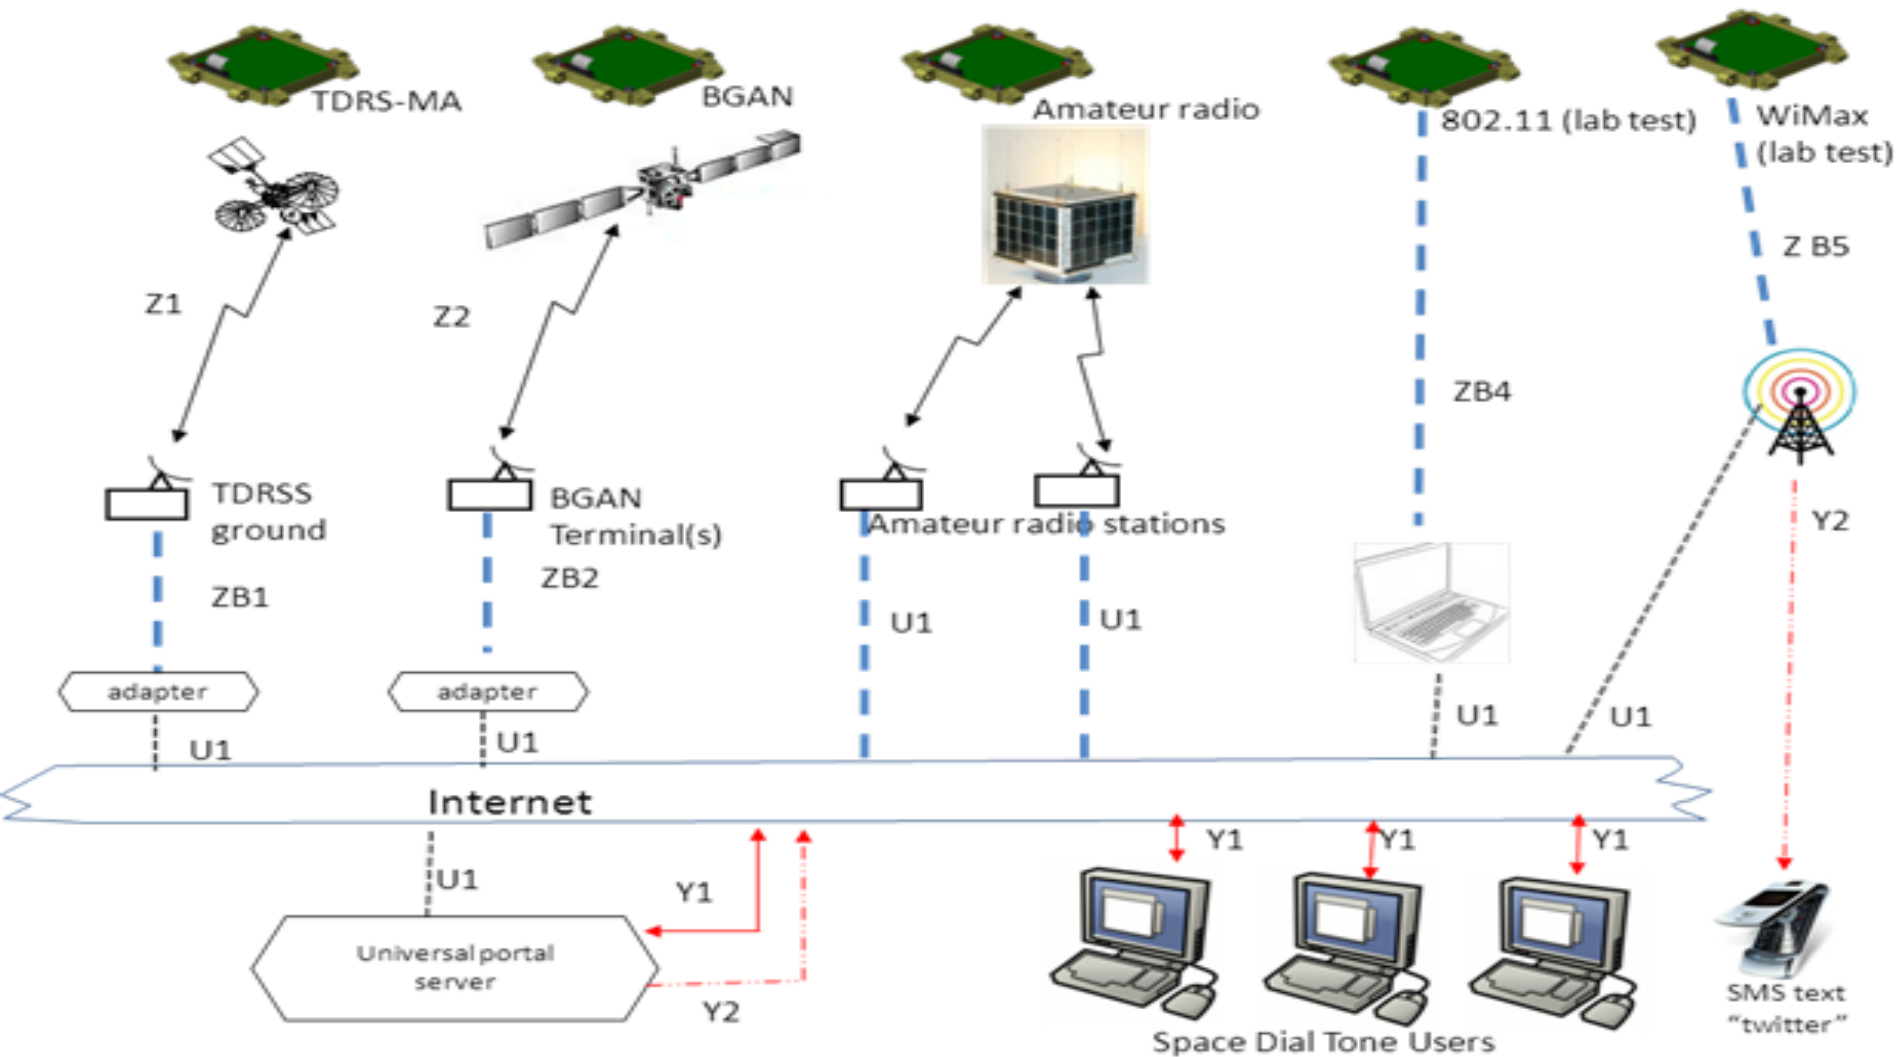 TDRS-MA
BGAN
Amateur radio
802.11 (lab test)
WiMax
(lab test)
Z1
Z2
Z B5
ZB4
TDRSS
ground
BGAN
Terminal(s)
Amateur radio stations
Y2
ZB1
ZB2
U1
U1
adapter
adapter
U1
U1
U1
U1
Internet
U1
Y1
Y1
Y1
Y1
Universal portal
server
Y2
SMS text
"twitter"
Space Dial Tone Users